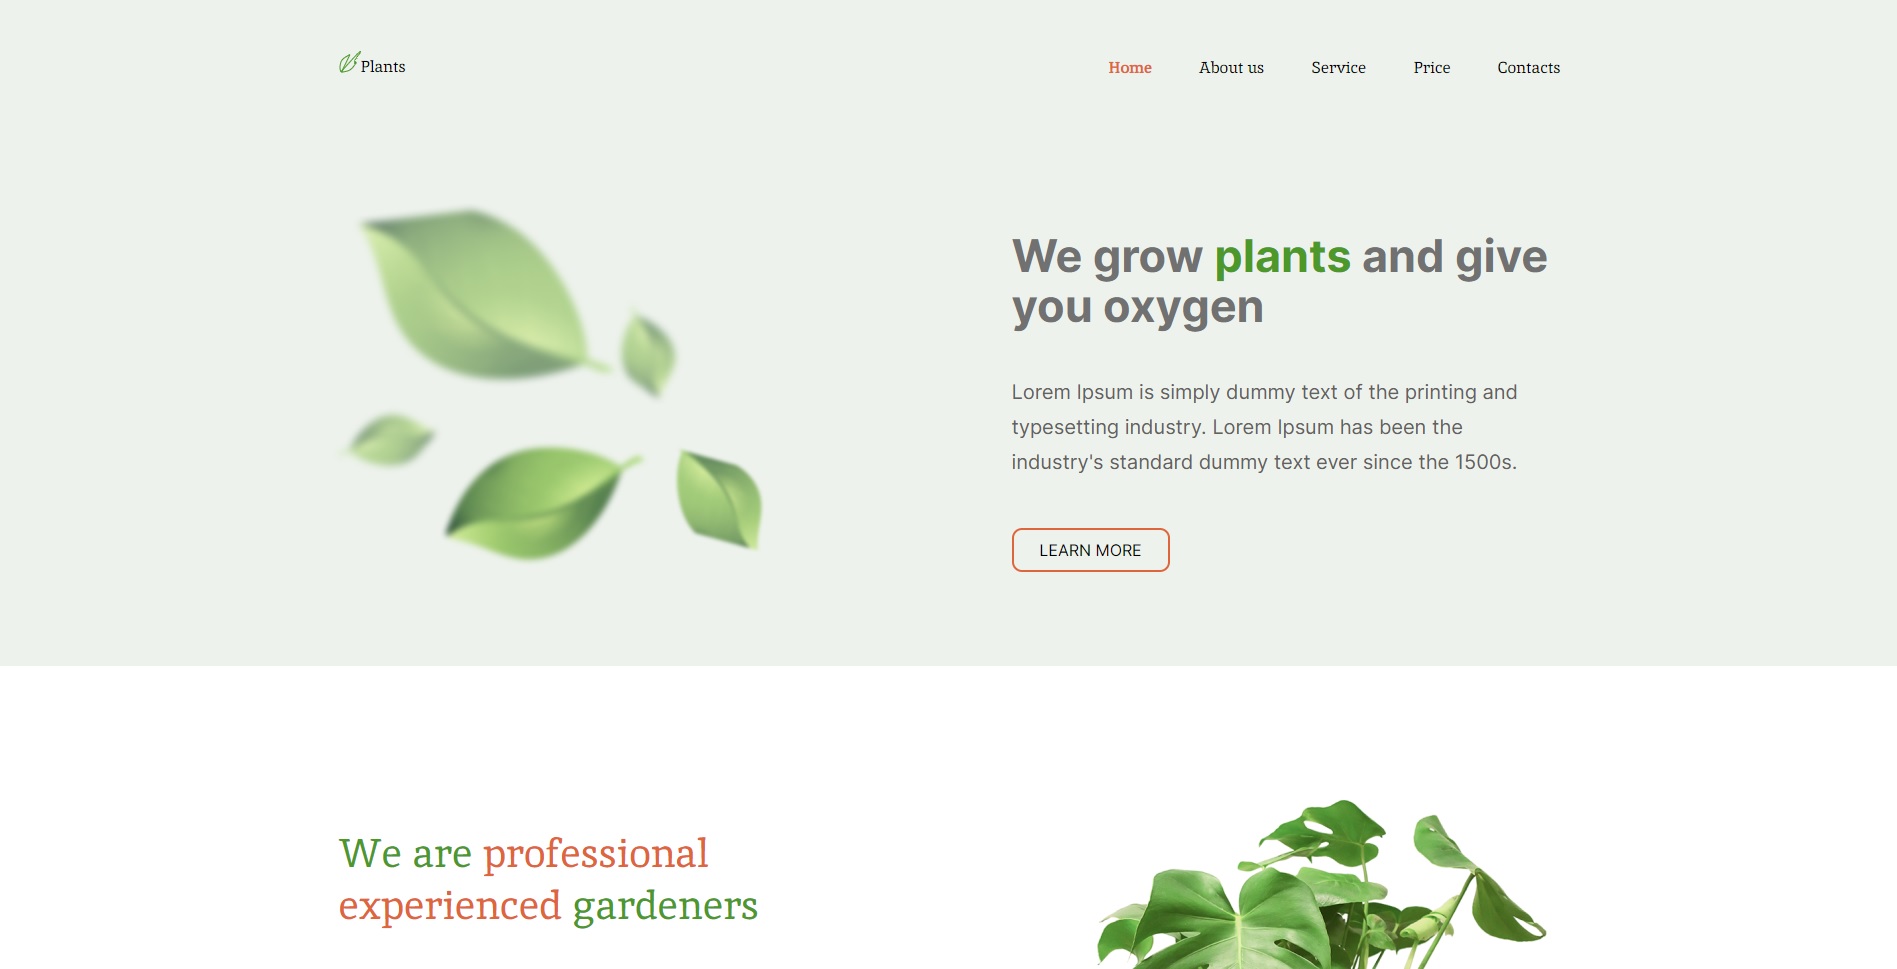 Plants
Home
About us
Service
Price
Contacts
We grow plants and give
you oxygen
Lorem Ipsum is simply dummy text of the printing and
typesetting industry. Lorem Ipsum has been the
industry's standard dummy text ever since the 1500s.
LEARN MORE
We are professional
experienced gardeners